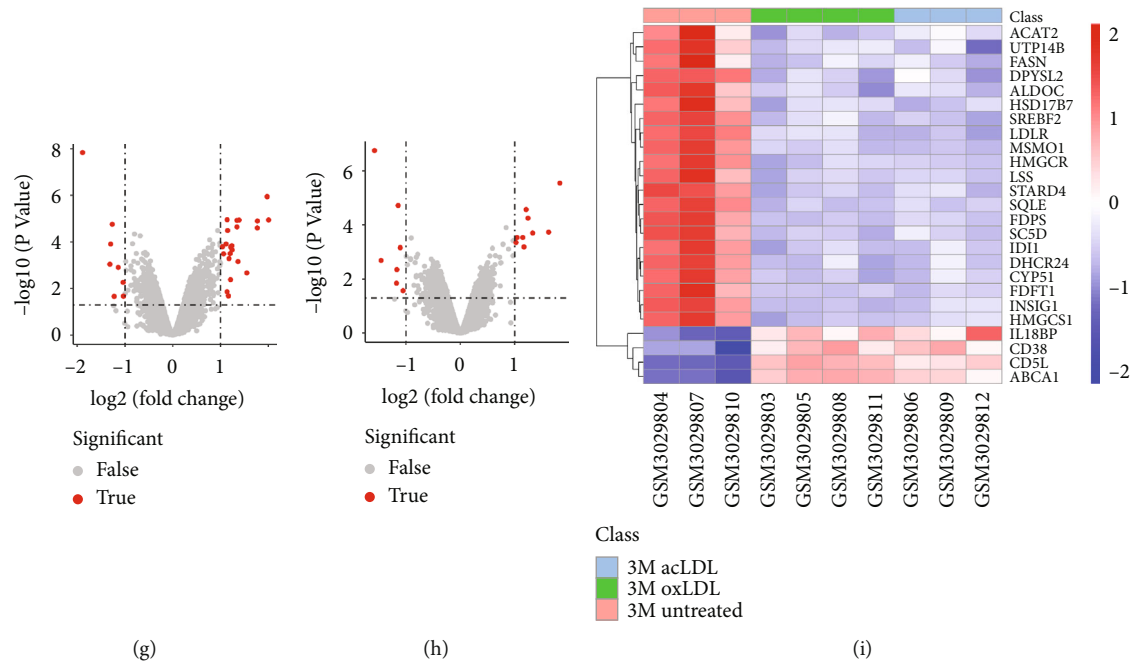 8
6
4
2
0
−2
−1
0
1
2
−log10 (P Value)
log2 (fold change)
Significant
False
True
(g)
6
4
2
0
−2
−1
0
1
2
−log10 (P Value)
log2 (fold change)
Significant
False
True
(h)
Class
ACAT2
UTP14B
FASN
DPYSL2
ALDOC
HSD17B7
SREBF2
LDLR
MSMO1
HMGCR
LSS
STARD4
SQLE
FDPS
SC5D
IDI1
DHCR24
CYP51
FDFT1
INSIG1
HMGCS1
IL18BP
CD38
CD5L
ABCA1
2
1
0
−1
−2
GSM3029804
GSM3029807
GSM3029810
GSM3029803
GSM3029805
GSM3029808
GSM3029811
GSM3029806
GSM3029809
GSM3029812
Class
3M acLDL
3M oxLDL
3M untreated
(i)